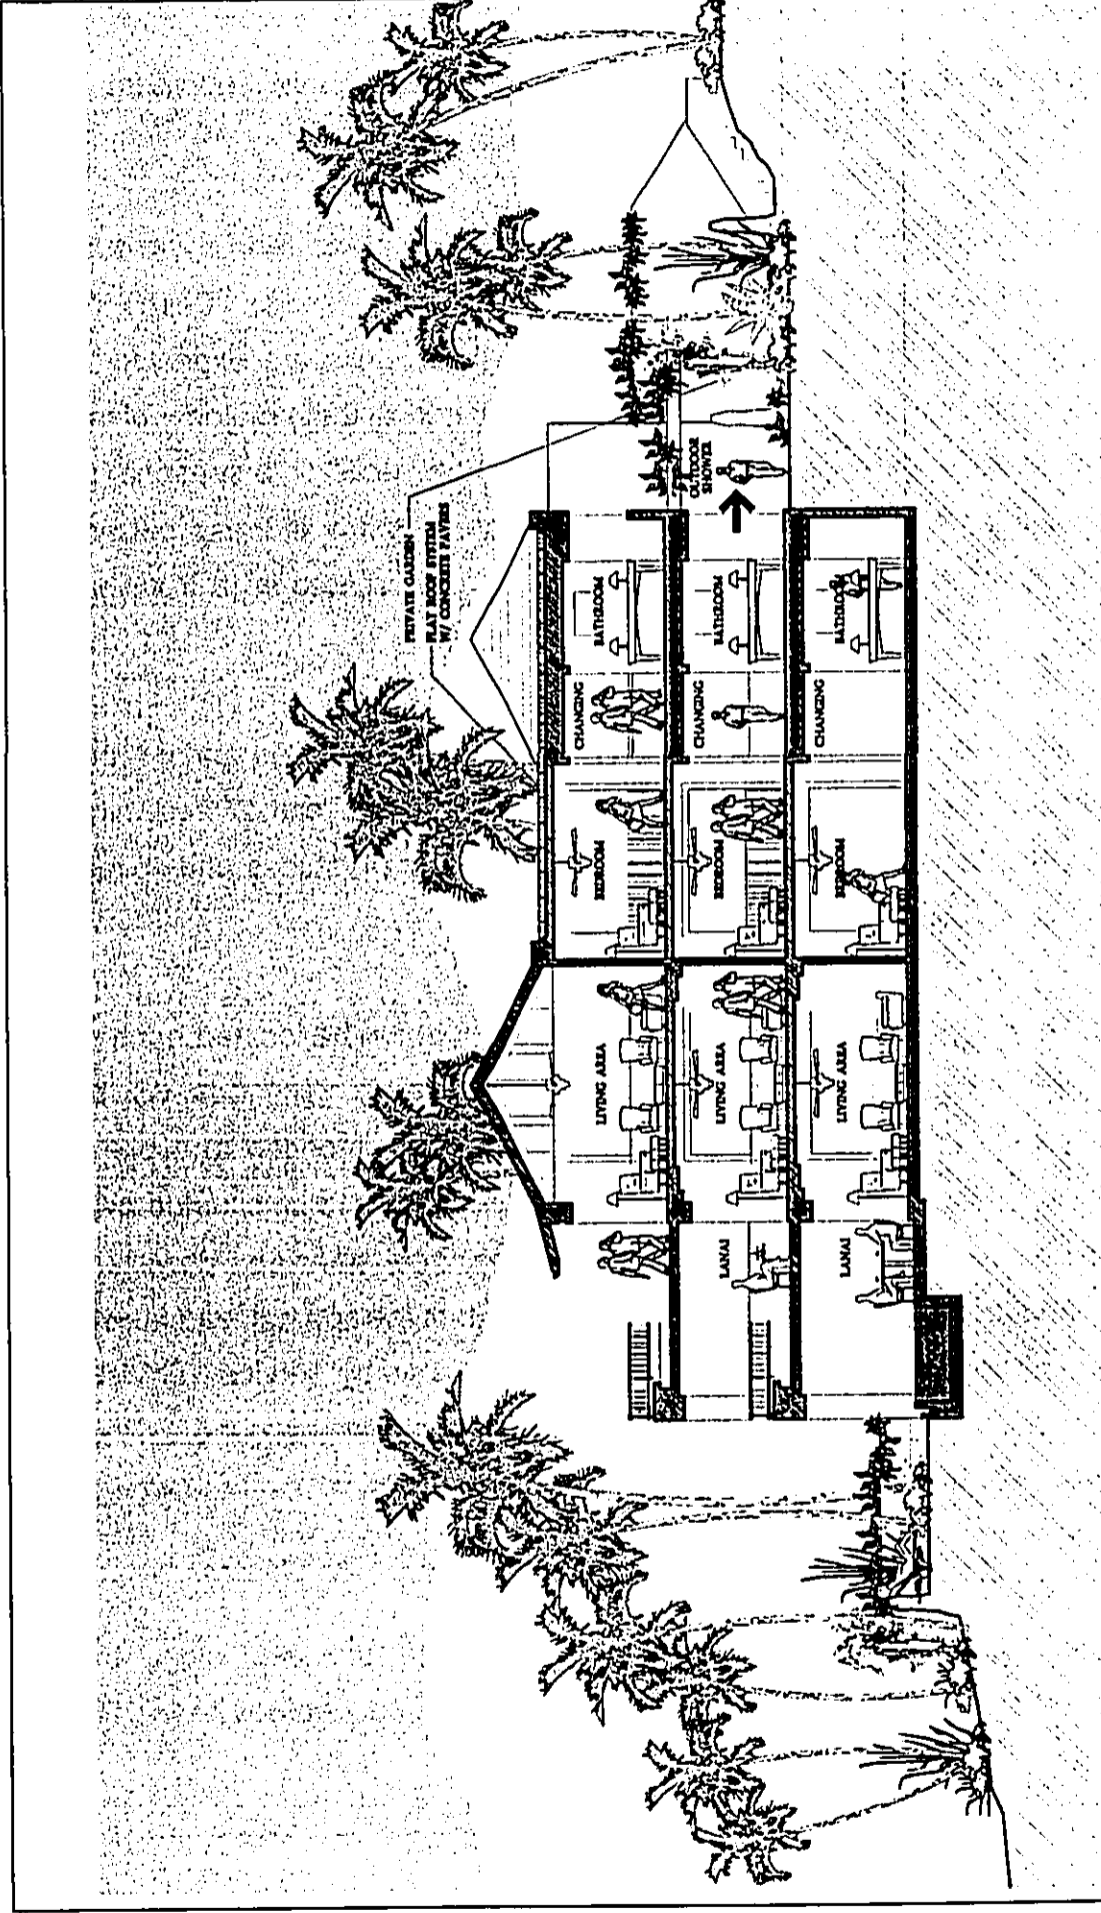 PRIVATE GARDEN
FLAT ROOF SYSTEM
W/ CONCRETE PAVERS
LIVING AREA
BEDROOM
CHANGING
BATHROOM
LANAI
LIVING AREA
BEDROOM
CHANGING
BATHROOM
OUTDOOR
SHOWER
LANAI
LIVING AREA
BEDROOM
CHANGING
BATHROOM